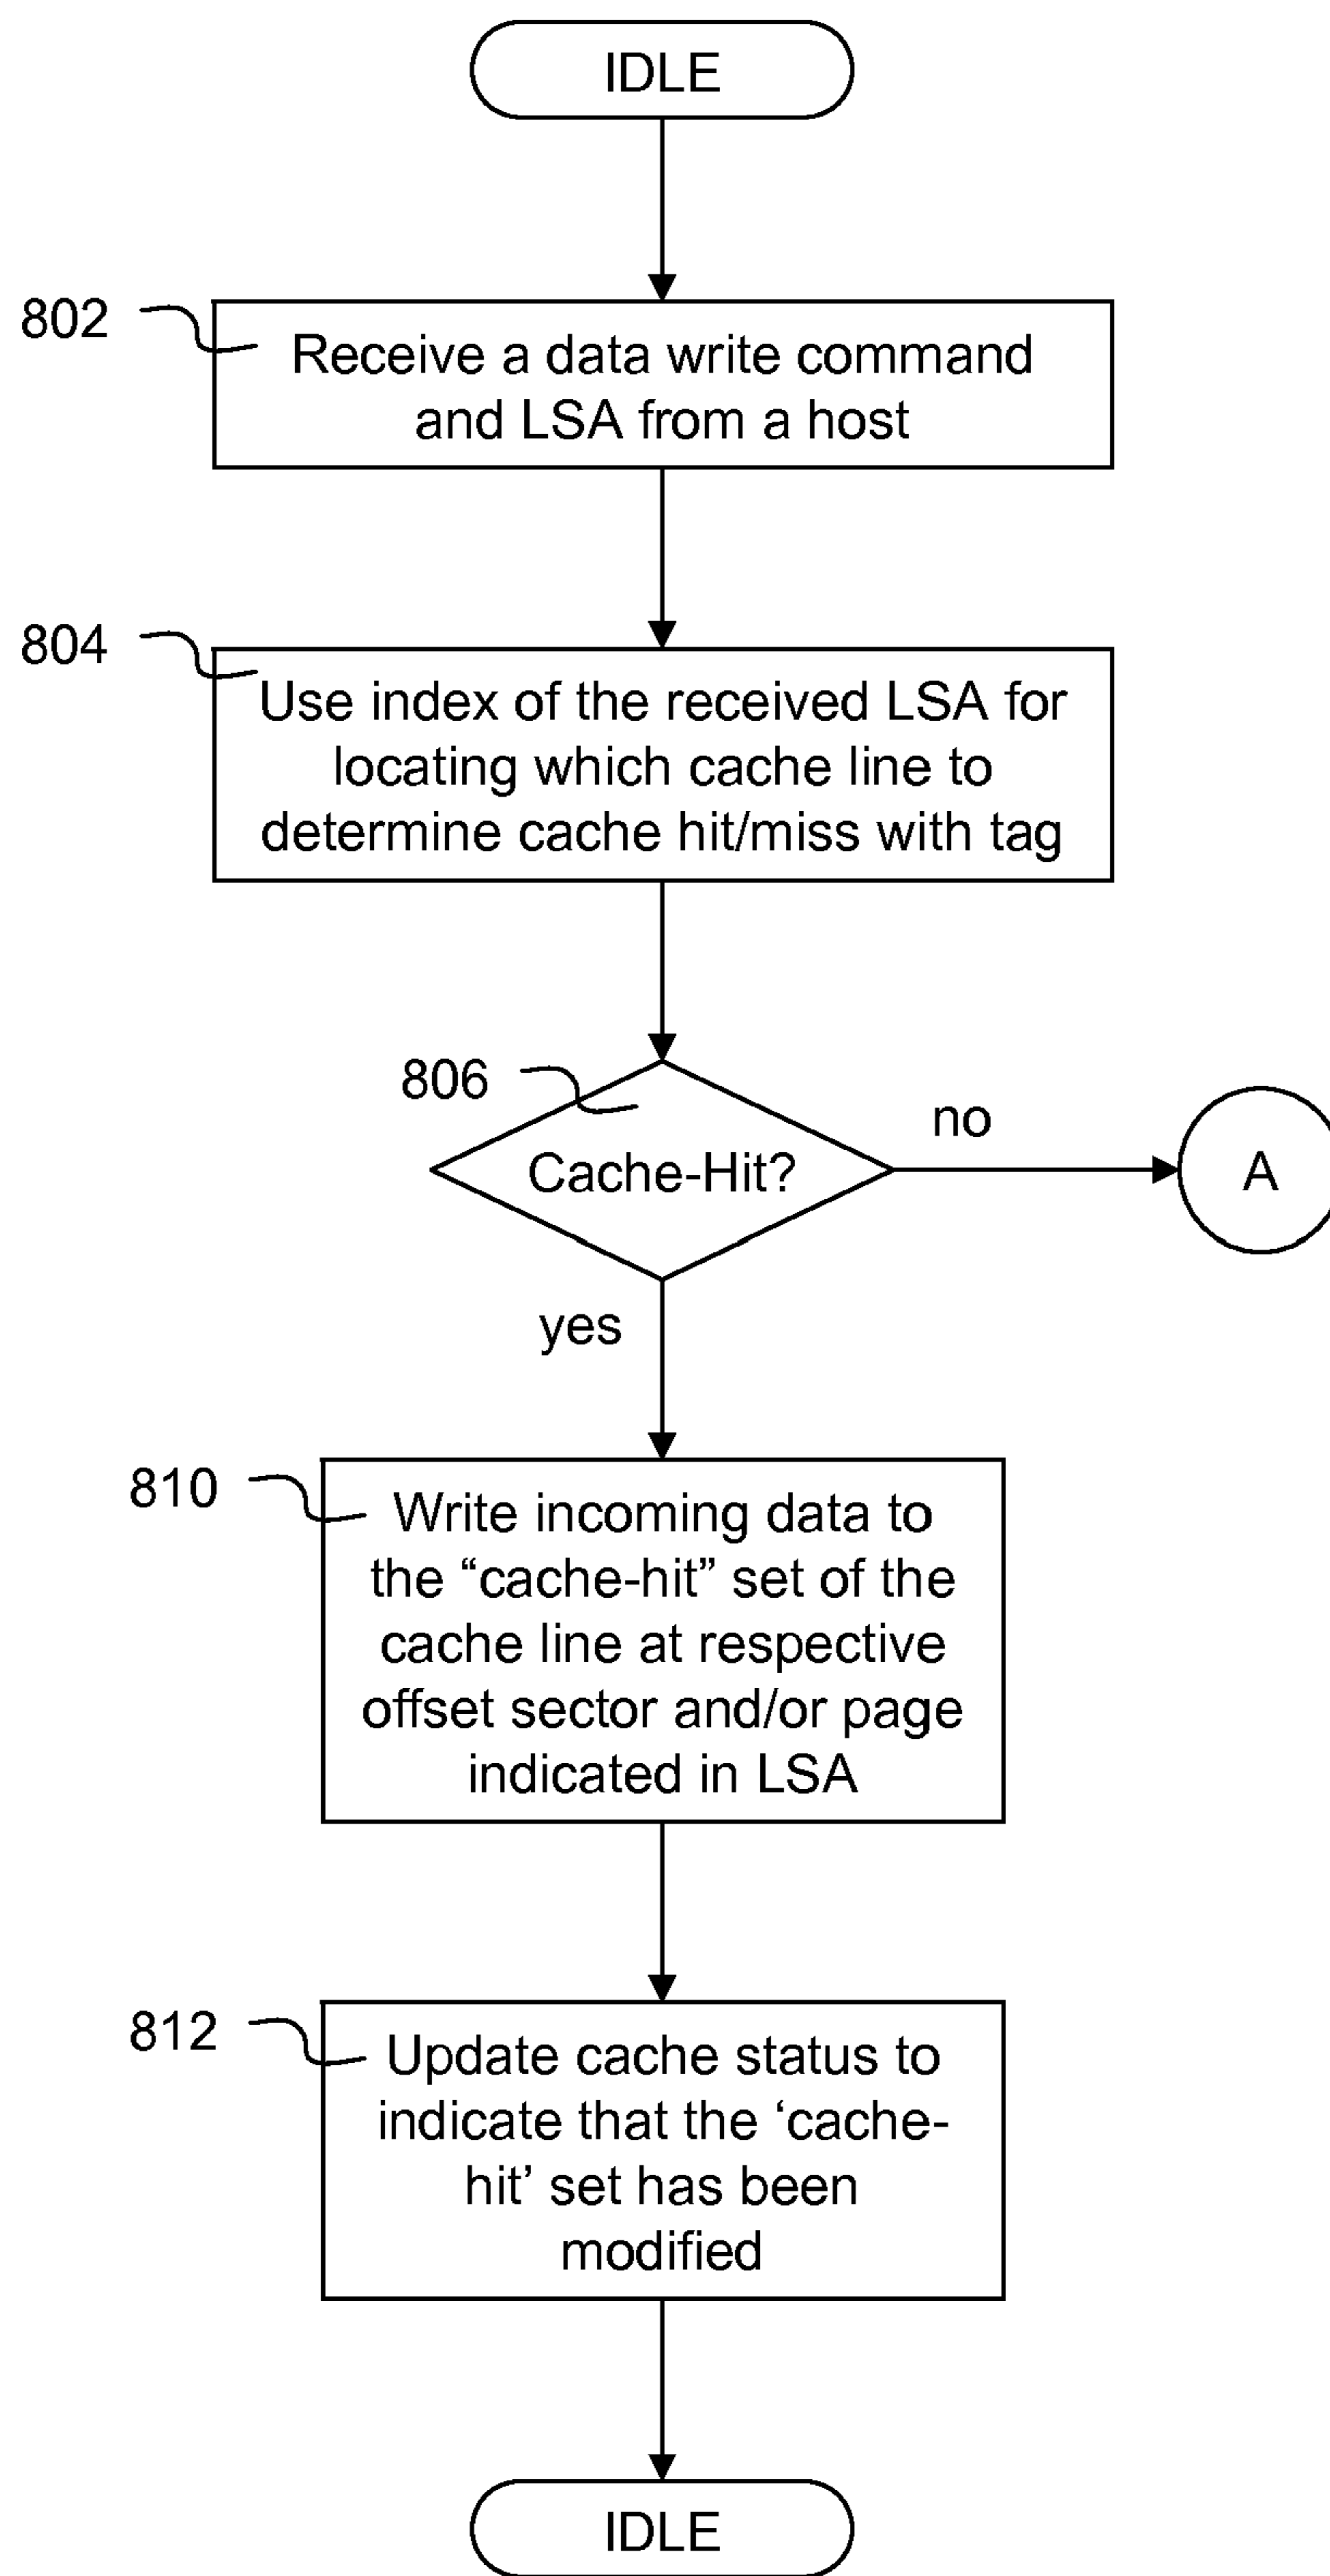 IDLE
802
Receive a data write command
and LSA from a host
804
Use index of the received LSA for
locating which cache line to
determine cache hit/miss with tag
806
Cache-Hit?
no
A
yes
810
Write incoming data to
the “cache-hit” set of the
cache line at respective
offset sector and/or page
indicated in LSA
812
Update cache status to
indicate that the ‘cache-
hit’ set has been
modified
IDLE